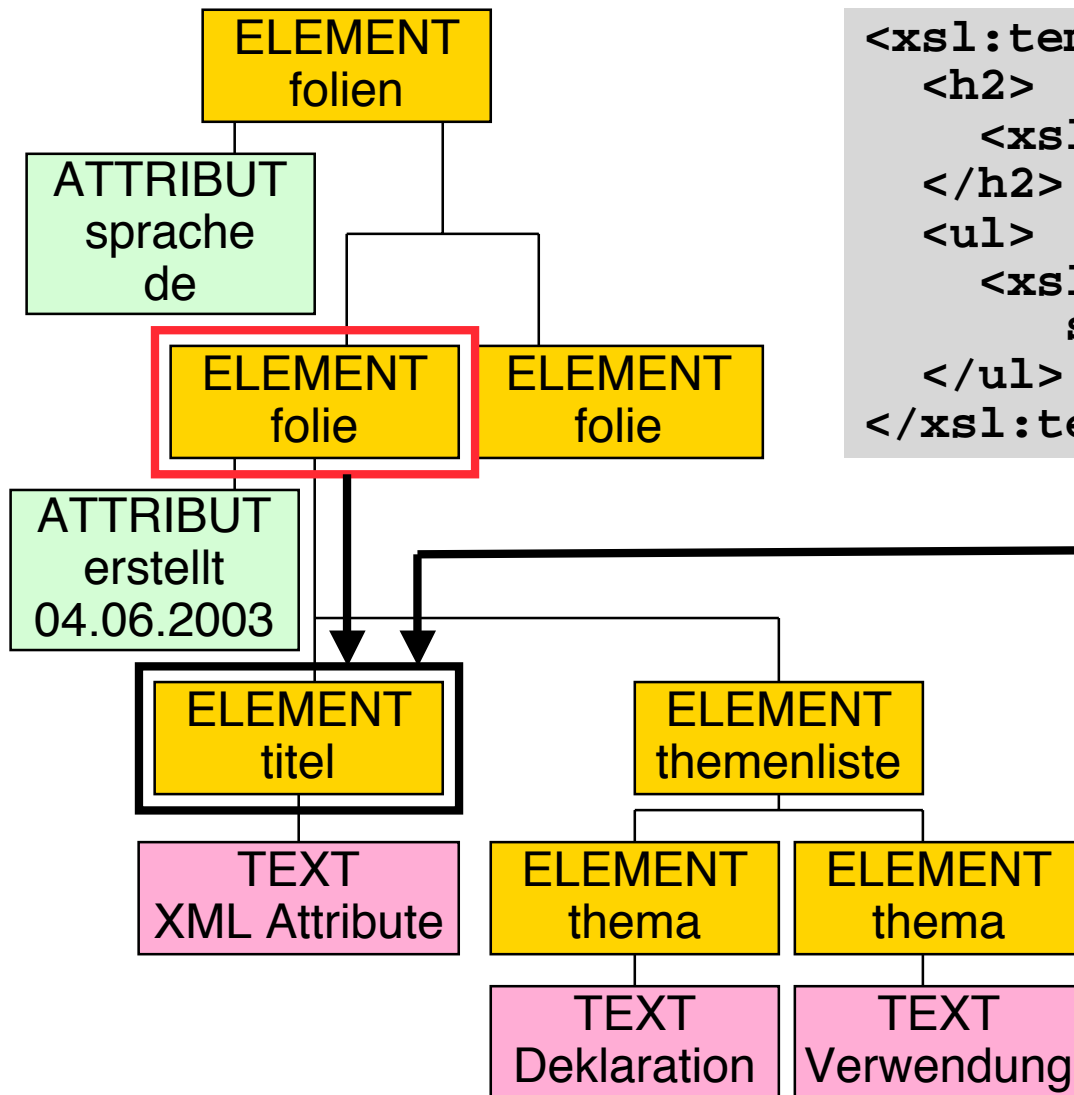 ELEMENT
folien
ATTRIBUT
sprache
de
ELEMENT
folie
ELEMENT
folie
ATTRIBUT
erstellt
04.06.2003
ELEMENT
titel
ELEMENT
themenliste
TEXT
XML Attribute
ELEMENT
thema
ELEMENT
thema
TEXT
Deklaration
TEXT
Verwendung
<h2>
</h2>
<ul>
</ul>